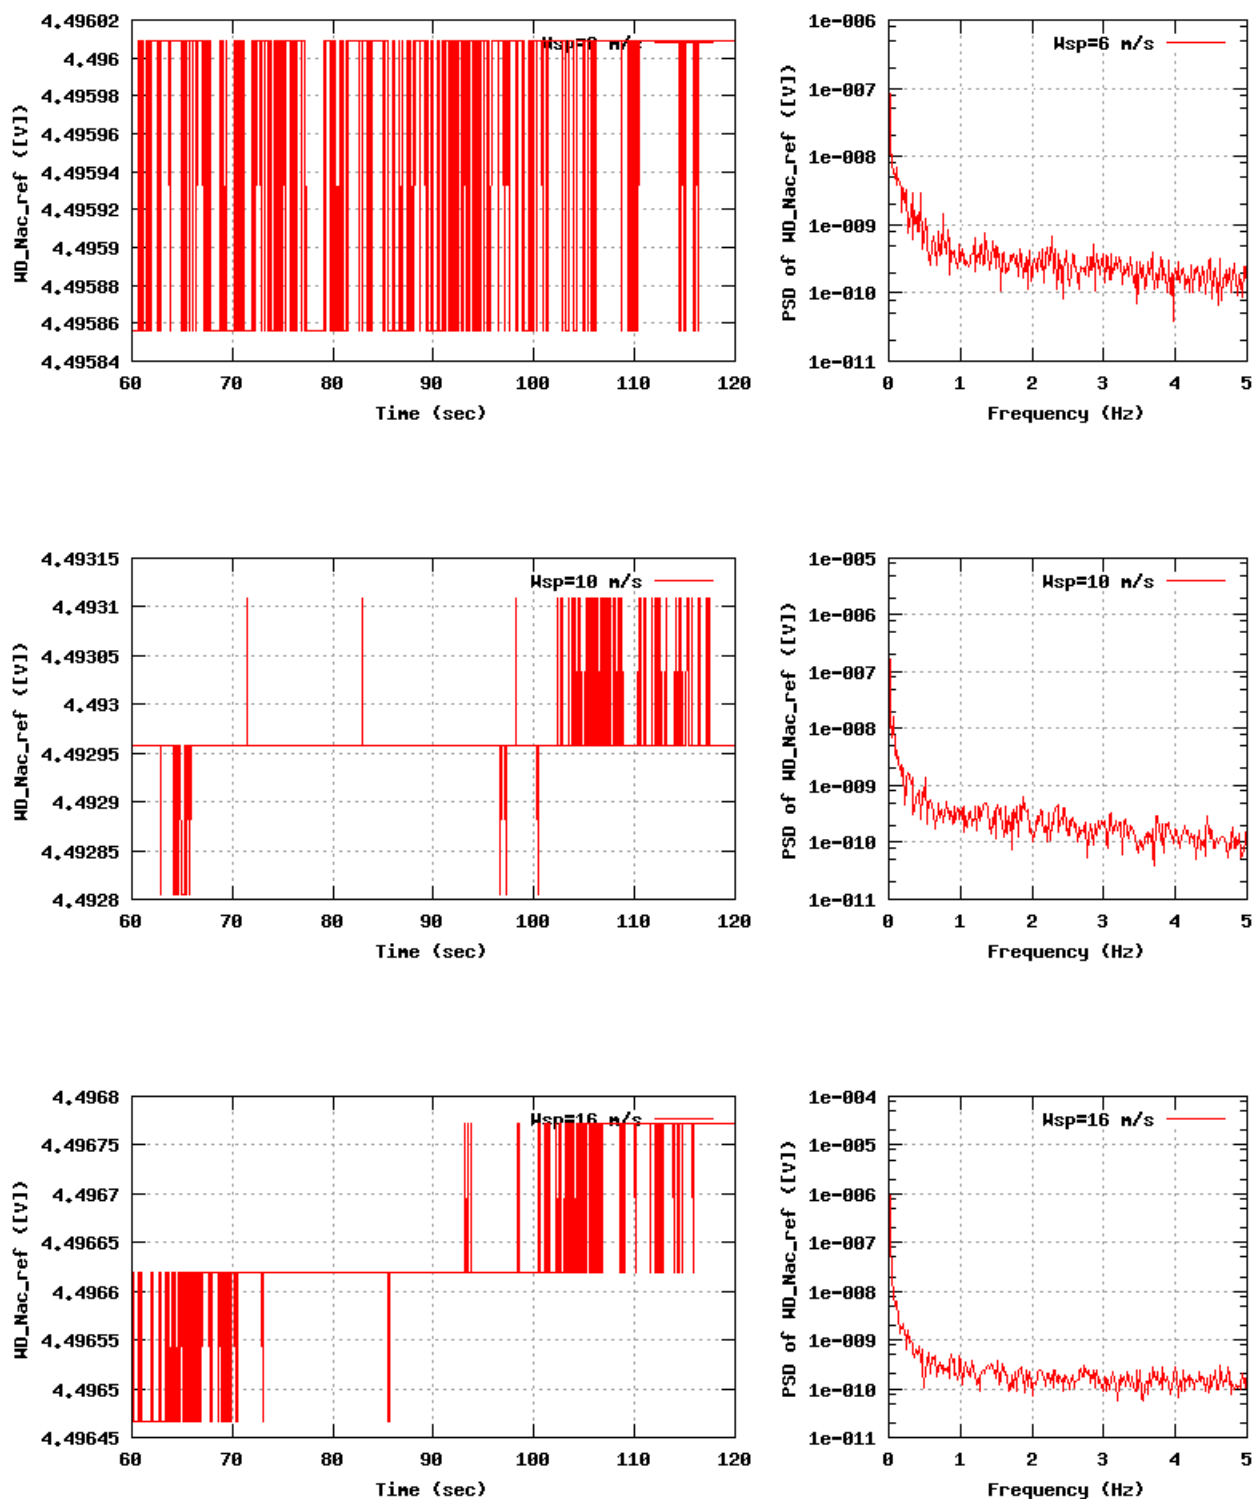 4.49602
4.496
4.49598
4.49596
4.49594
4.49592
4.4959
4.49588
4.49586
4.49584
WD_Nac_ref ([V])
Wsp=6 m/s
60 70 80 90 100 110 120
Time (sec)
1e-006
1e-007
1e-008
1e-009
1e-010
1e-011
PSD of WD_Nac_ref ([V])
Wsp=6 m/s
0 1 2 3 4 5
Frequency (Hz)
4.49315
4.4931
4.49305
4.493
4.49295
4.4929
4.49285
4.4928
WD_Nac_ref ([V])
Wsp=10 m/s
60 70 80 90 100 110 120
Time (sec)
1e-005
1e-006
1e-007
1e-008
1e-009
1e-010
1e-011
PSD of WD_Nac_ref ([V])
Wsp=10 m/s
0 1 2 3 4 5
Frequency (Hz)
4.4968
4.49675
4.4967
4.49665
4.4966
4.49655
4.4965
4.49645
WD_Nac_ref ([V])
Wsp=16 m/s
60 70 80 90 100 110 120
Time (sec)
1e-004
1e-005
1e-006
1e-007
1e-008
1e-009
1e-010
1e-011
PSD of WD_Nac_ref ([V])
Wsp=16 m/s
0 1 2 3 4 5
Frequency (Hz)